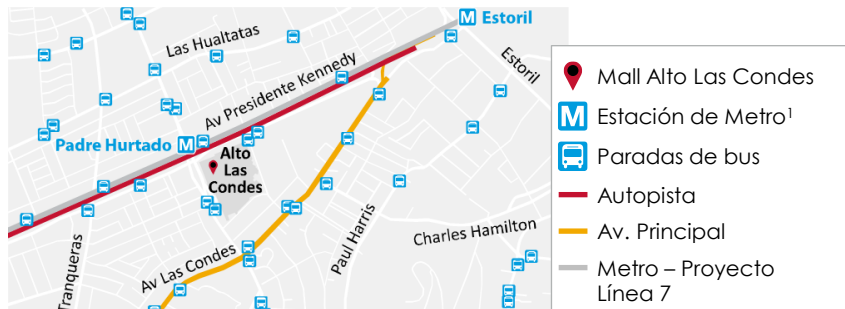 M Estoril
Las Hualtatas
Estoril
Av Presidente Kennedy
Padre Hurtado M
Alto
Las
Condes
Tranqueras
Av Las Condes
Paul Harris
Charles Hamilton
Mall Alto Las Condes
M Estación de Metro¹
Paradas de bus
Autopista
Av. Principal
Metro – Proyecto
Línea 7